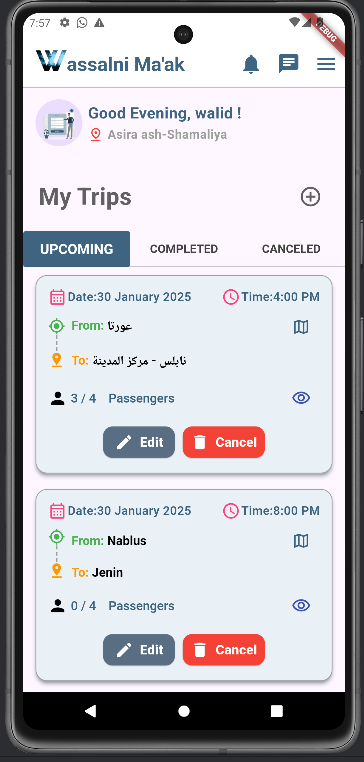 7:57
DEBUG
Wassalni Ma'ak
Good Evening, walid !
Asira ash-Shamaliya
My Trips
UPCOMING COMPLETED CANCELED
Date:30 January 2025 Time:4:00 PM
From: عورتا
To: نابلس - مركز المدينة
3 / 4 Passengers
Edit Cancel
Date:30 January 2025 Time:8:00 PM
From: Nablus
To: Jenin
0 / 4 Passengers
Edit Cancel